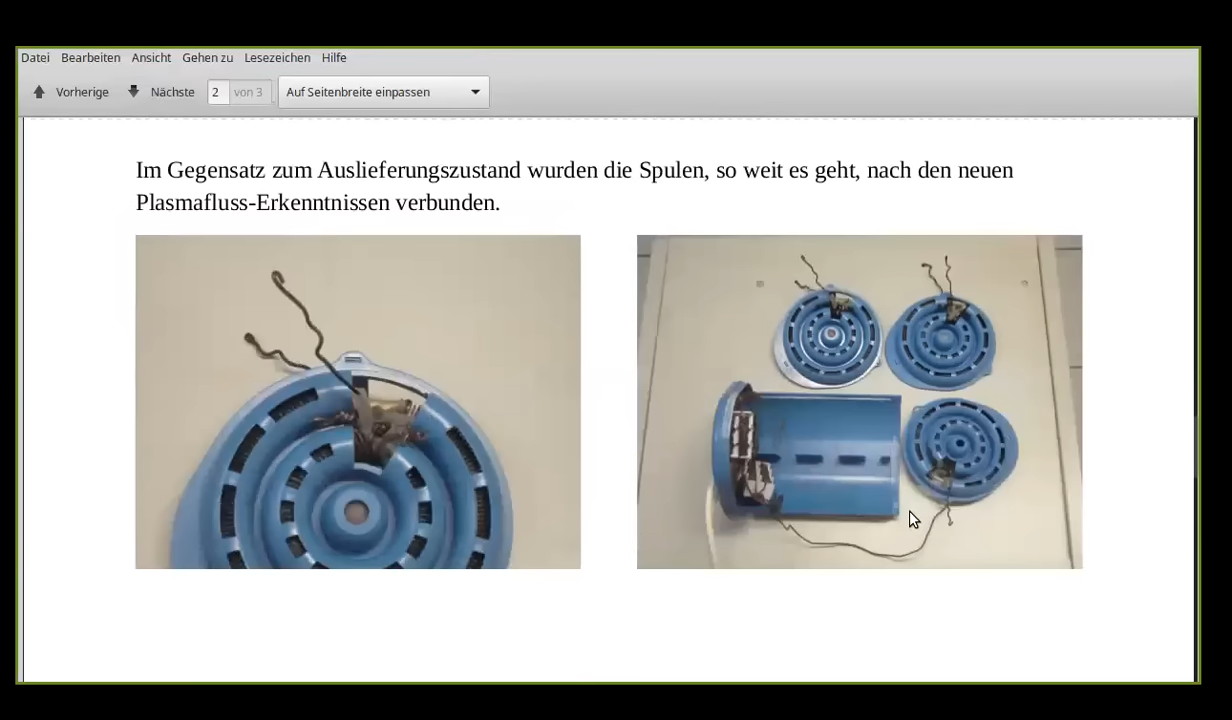 Datei Bearbeiten Ansicht Gehen zu Lesezeichen Hilfe
Vorherige Nächste 2 von 3 Auf Seitenbreite einpassen
Im Gegensatz zum Auslieferungszustand wurden die Spulen, so weit es geht, nach den neuen
Plasmafluss-Erkenntnissen verbunden.